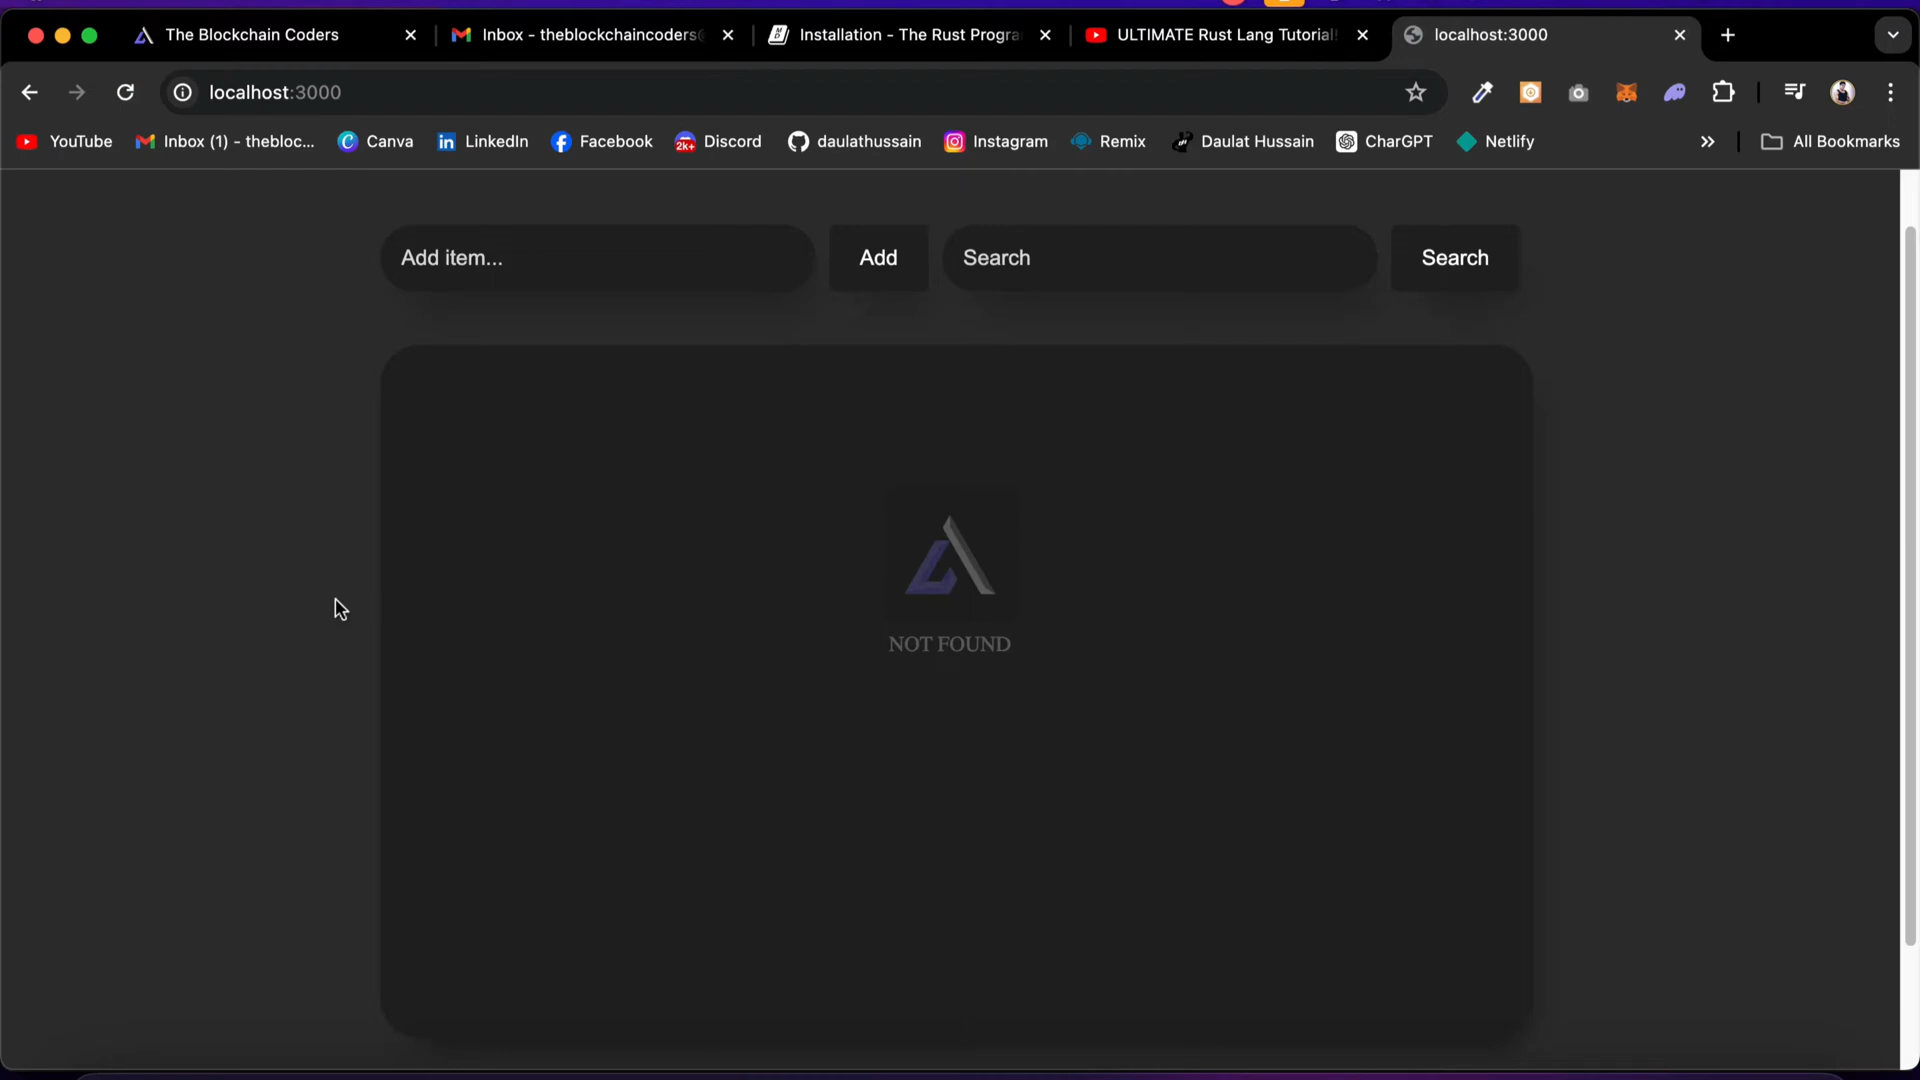 The Blockchain Coders
Inbox - theblockchaincoders@
Installation - The Rust Progra
ULTIMATE Rust Lang Tutorial!
localhost:3000
localhost:3000
YouTube
Inbox (1) - thebloc...
Canva
LinkedIn
Facebook
2k+
Discord
daulathussain
Instagram
Remix
Daulat Hussain
CharGPT
Netlify
All Bookmarks
Add item...
Add
Search
Search
NOT FOUND